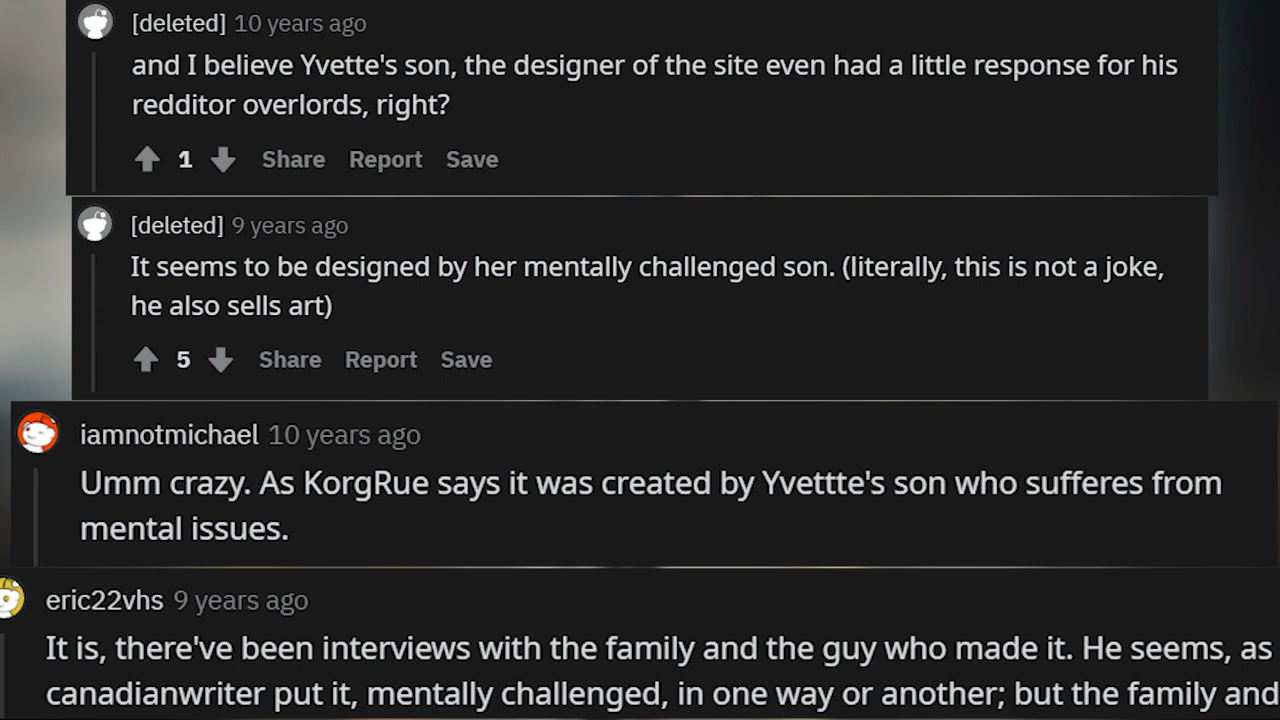 [deleted] 10 years ago
and I believe Yvette's son, the designer of the site even had a little response for his
redditor overlords, right?
1 Share Report Save
[deleted] 9 years ago
It seems to be designed by her mentally challenged son. (literally, this is not a joke,
he also sells art)
5 Share Report Save
iamnotmichael 10 years ago
Umm crazy. As KorgRue says it was created by Yvettte's son who sufferes from
mental issues.
eric22vhs 9 years ago
It is, there've been interviews with the family and the guy who made it. He seems, as
canadianwriter put it, mentally challenged, in one way or another; but the family and